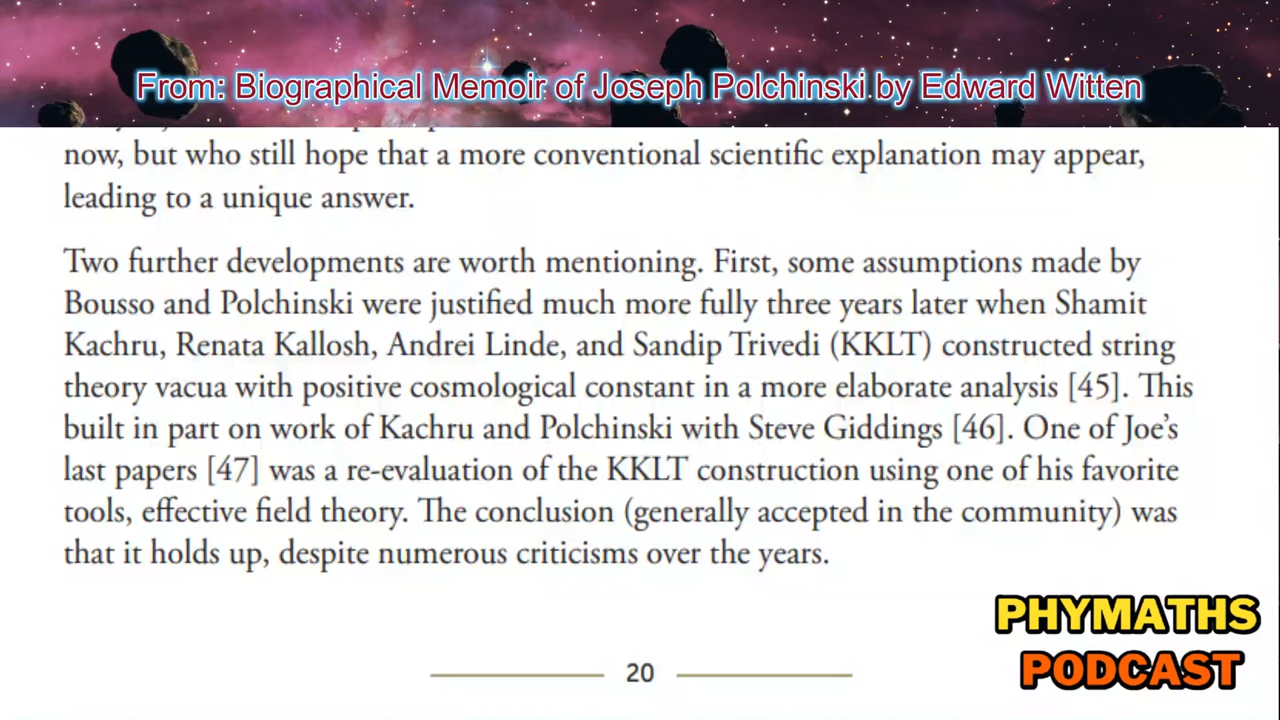 From: Biographical Memoir of Joseph Polchinski by Edward Witten
now, but who still hope that a more conventional scientific explanation may appear,
leading to a unique answer.
Two further developments are worth mentioning. First, some assumptions made by
Bousso and Polchinski were justified much more fully three years later when Shamit
Kachru, Renata Kallosh, Andrei Linde, and Sandip Trivedi (KKLT) constructed string
theory vacua with positive cosmological constant in a more elaborate analysis [45]. This
built in part on work of Kachru and Polchinski with Steve Giddings [46]. One of Joe’s
last papers [47] was a re-evaluation of the KKLT construction using one of his favorite
tools, effective field theory. The conclusion (generally accepted in the community) was
that it holds up, despite numerous criticisms over the years.
PHYMATHS
PODCAST
20